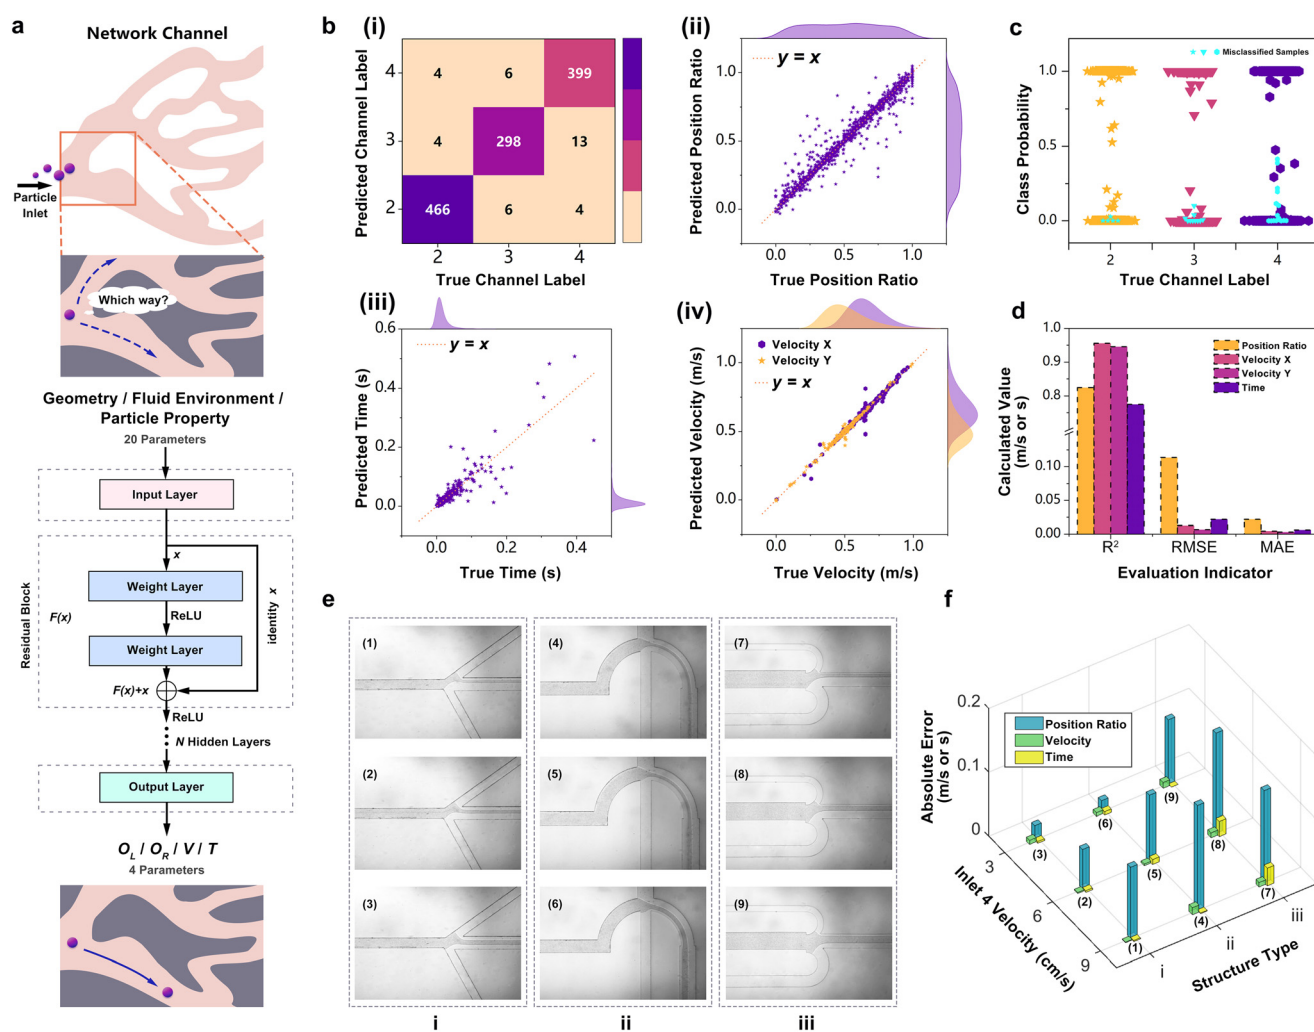 a
Network Channel
Particle
Inlet
Which way?
Geometry / Fluid Environment /
Particle Property
20 Parameters
Input Layer
x
Weight Layer
ReLU
Weight Layer
F(x)
F(x)+x
identity x
Residual Block
ReLU
N Hidden Layers
Output Layer
O_L / O_R / V / T
4 Parameters
b
(i)
4 6 399
4 298 13
466 6 4
4
3
2
2 3 4
Predicted Channel Label
True Channel Label
(ii)
y = x
1.0
0.5
0.0
0.0 0.5 1.0
Predicted Position Ratio
True Position Ratio
(iii)
y = x
0.6
0.4
0.2
0.0
0.0 0.2 0.4
Predicted Time (s)
True Time (s)
(iv)
Velocity X
Velocity Y
y = x
1.0
0.5
0.0
0.0 0.5 1.0
Predicted Velocity (m/s)
True Velocity (m/s)
c
Misclassified Samples
1.0
0.5
0.0
2 3 4
Class Probability
True Channel Label
d
Position Ratio
Velocity X
Velocity Y
Time
1.0
0.9
0.8
0.10
0.05
0.00
R² RMSE MAE
Calculated Value
(m/s or s)
Evaluation Indicator
e
(1) (4) (7)
(2) (5) (8)
(3) (6) (9)
i ii iii
f
Position Ratio
Velocity
Time
0.2
0.1
0
Absolute Error
(m/s or s)
3
6
9
Inlet 4 Velocity (cm/s)
(9)
(6)
(3)
(8)
(5)
(2)
(7)
(4)
(1)
i
ii
iii
Structure Type